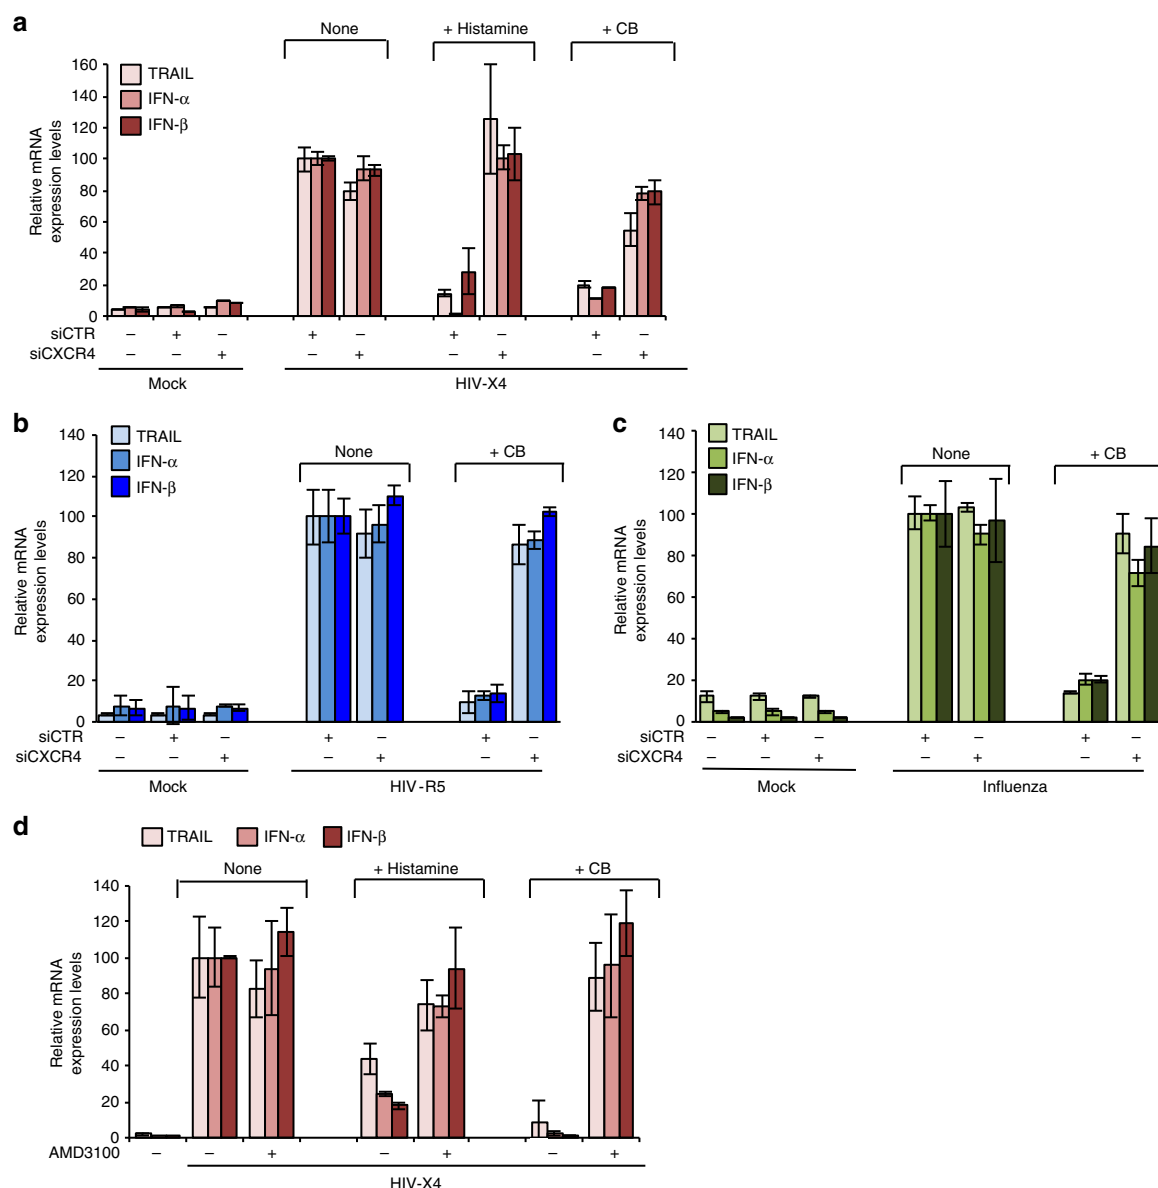 a
None
+ Histamine
+ CB
160
140
120
100
80
60
40
20
0
Relative mRNA
expression levels
TRAIL
IFN-α
IFN-β
siCTR – + – + – + – + –
siCXCR4 – – + – + – + – +
Mock
HIV-X4
b
None
+ CB
140
120
100
80
60
40
20
0
Relative mRNA
expression levels
TRAIL
IFN-α
IFN-β
siCTR – + – + – + –
siCXCR4 – – + – + – +
Mock
HIV-R5
c
None
+ CB
140
120
100
80
60
40
20
0
Relative mRNA
expression levels
TRAIL
IFN-α
IFN-β
siCTR – + – + – + –
siCXCR4 – – + – + – +
Mock
Influenza
d
TRAIL IFN-α IFN-β
None
+ Histamine
+ CB
140
120
100
80
60
40
20
0
Relative mRNA
expression levels
AMD3100 – – + – + – +
HIV-X4